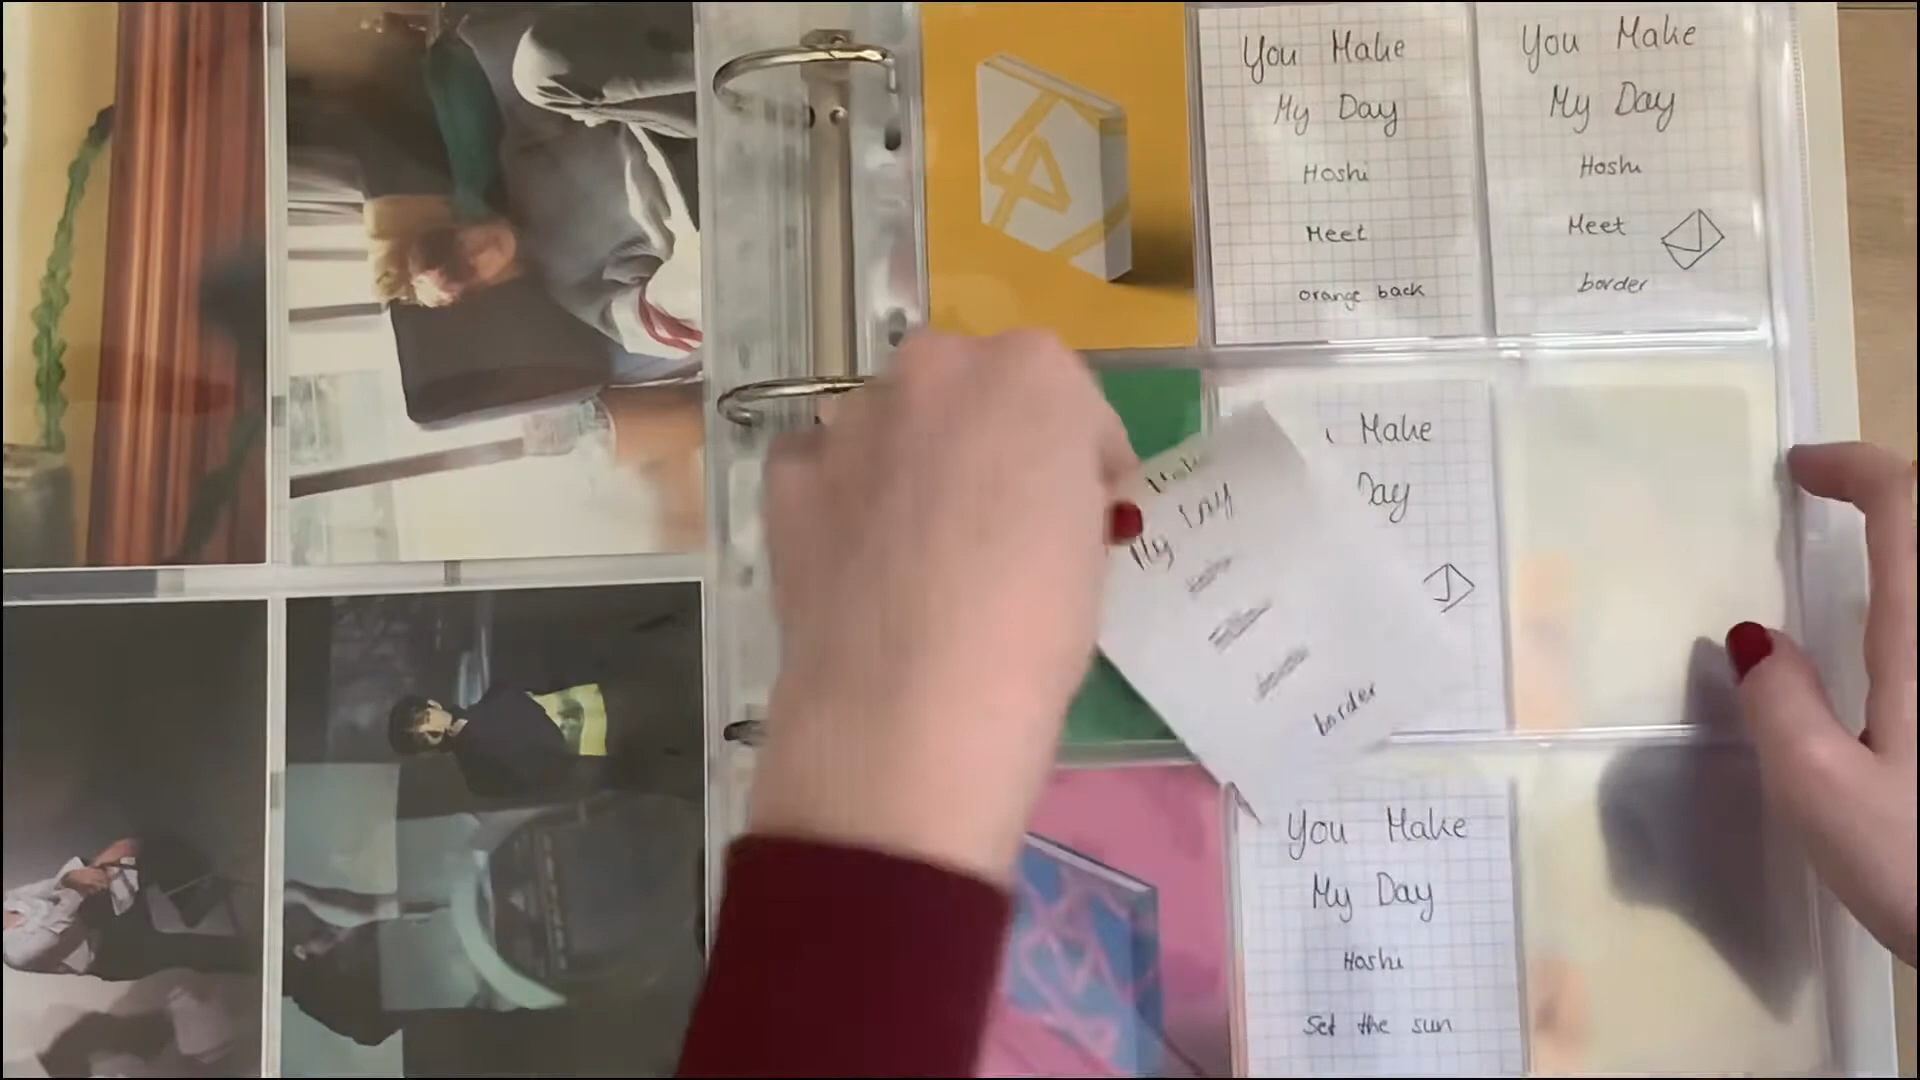 You Make
My Day
Hoshi
Meet
orange back
You Make
My Day
Hoshi
Meet
border
Make
Day
My Day
border
You Make
My Day
Hoshi
Set the sun